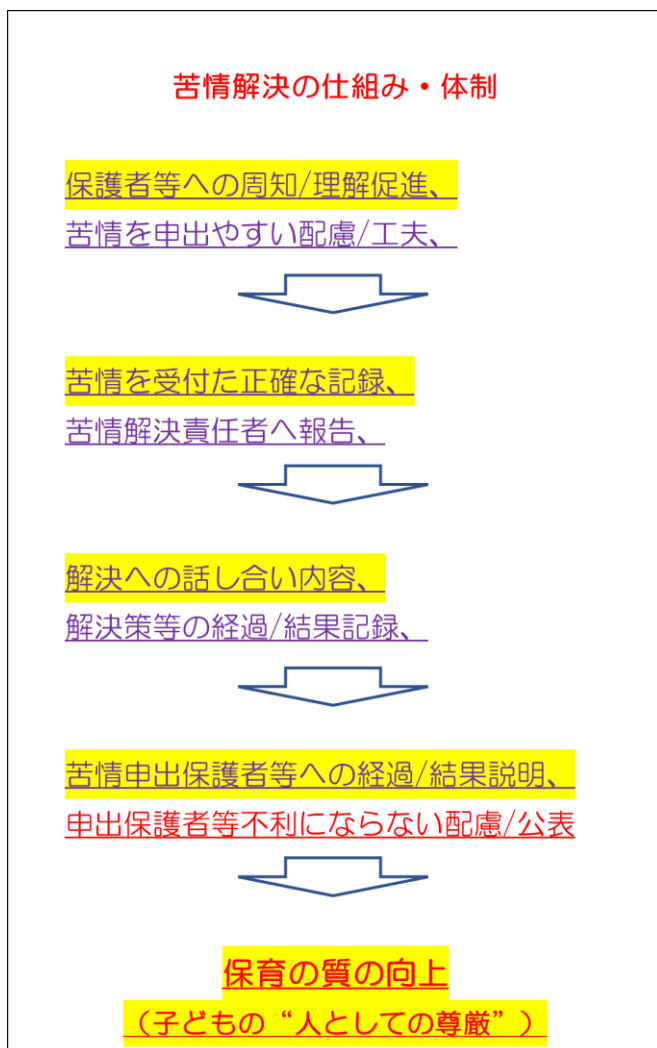 苦情解決の仕組み・体制
保護者等への周知/理解促進、
苦情を申出やすい配慮/工夫、
苦情を受付た正確な記録、
苦情解決責任者へ報告、
解決への話し合い内容、
解決策等の経過/結果記録、
苦情申出保護者等への経過/結果説明、
申出保護者等不利にならない配慮/公表
保育の質の向上
（子どもの“人としての尊厳”）